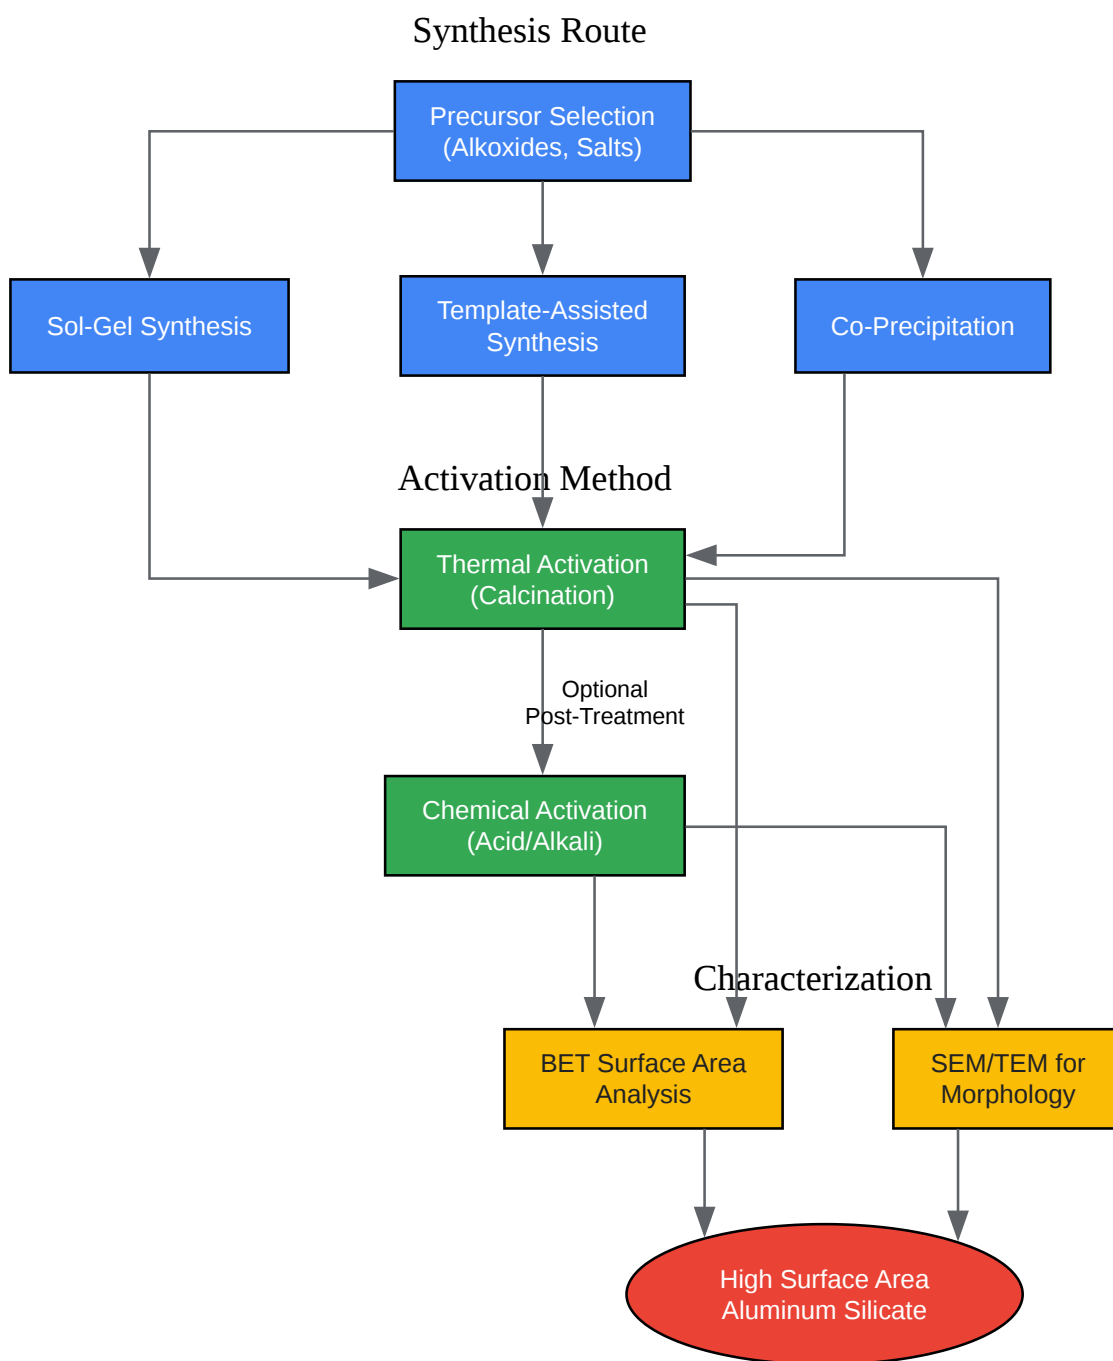 Synthesis Route
Precursor Selection
(Alkoxides, Salts)
Sol-Gel Synthesis
Template-Assisted
Synthesis
Co-Precipitation
Activation Method
Thermal Activation
(Calcination)
Optional
Post-Treatment
Chemical Activation
(Acid/Alkali)
Characterization
BET Surface Area
Analysis
SEM/TEM for
Morphology
High Surface Area
Aluminum Silicate